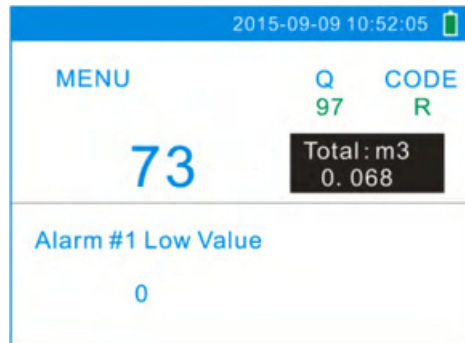 2015-09-09 10:52:05
MENU Q CODE
97 R
73
Total:m3
0.068
Alarm #1 Low Value
0